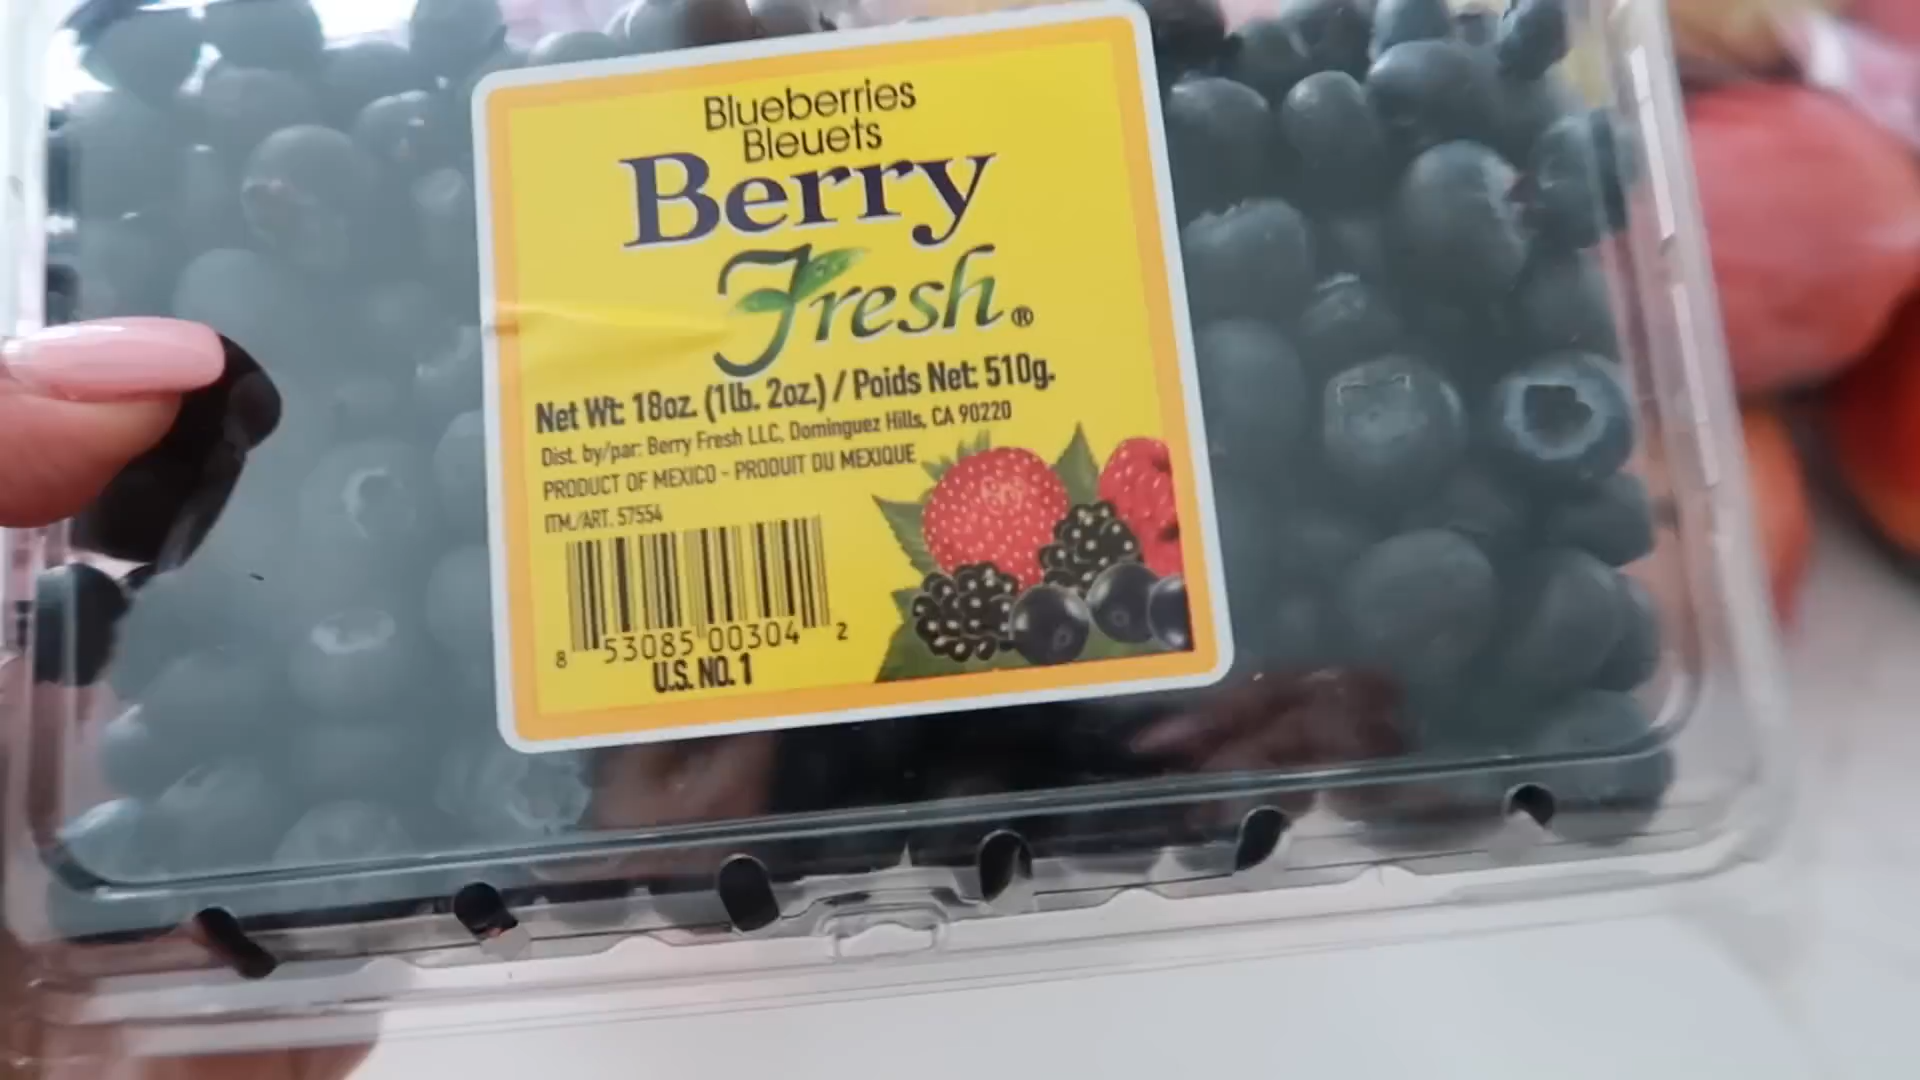 Blueberries
Bleuets
Berry
Fresh®
Net Wt: 18oz. (1lb. 2oz.) / Poids Net: 510g.
Dist. by/par: Berry Fresh LLC, Dominguez Hills, CA 90220
PRODUCT OF MEXICO - PRODUIT DU MEXIQUE
ITM./ART. 57554
8 53085 00304 2
U.S. NO. 1